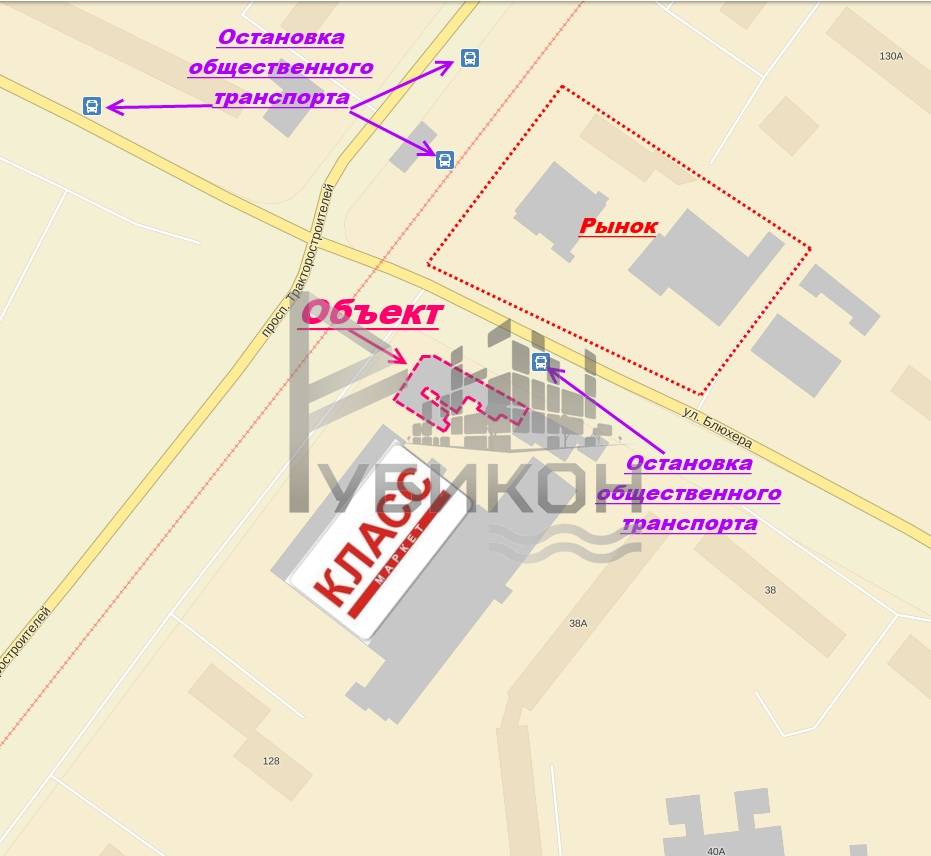 Остановка
общественного
транспорта
130А
Рынок
просп. Тракторостроителей
Объект
ул. Блюхера
Остановка
общественного
транспорта
РУБИКОН
КЛАСС
МАРКЕТ
38
38А
остроителей
128
40А